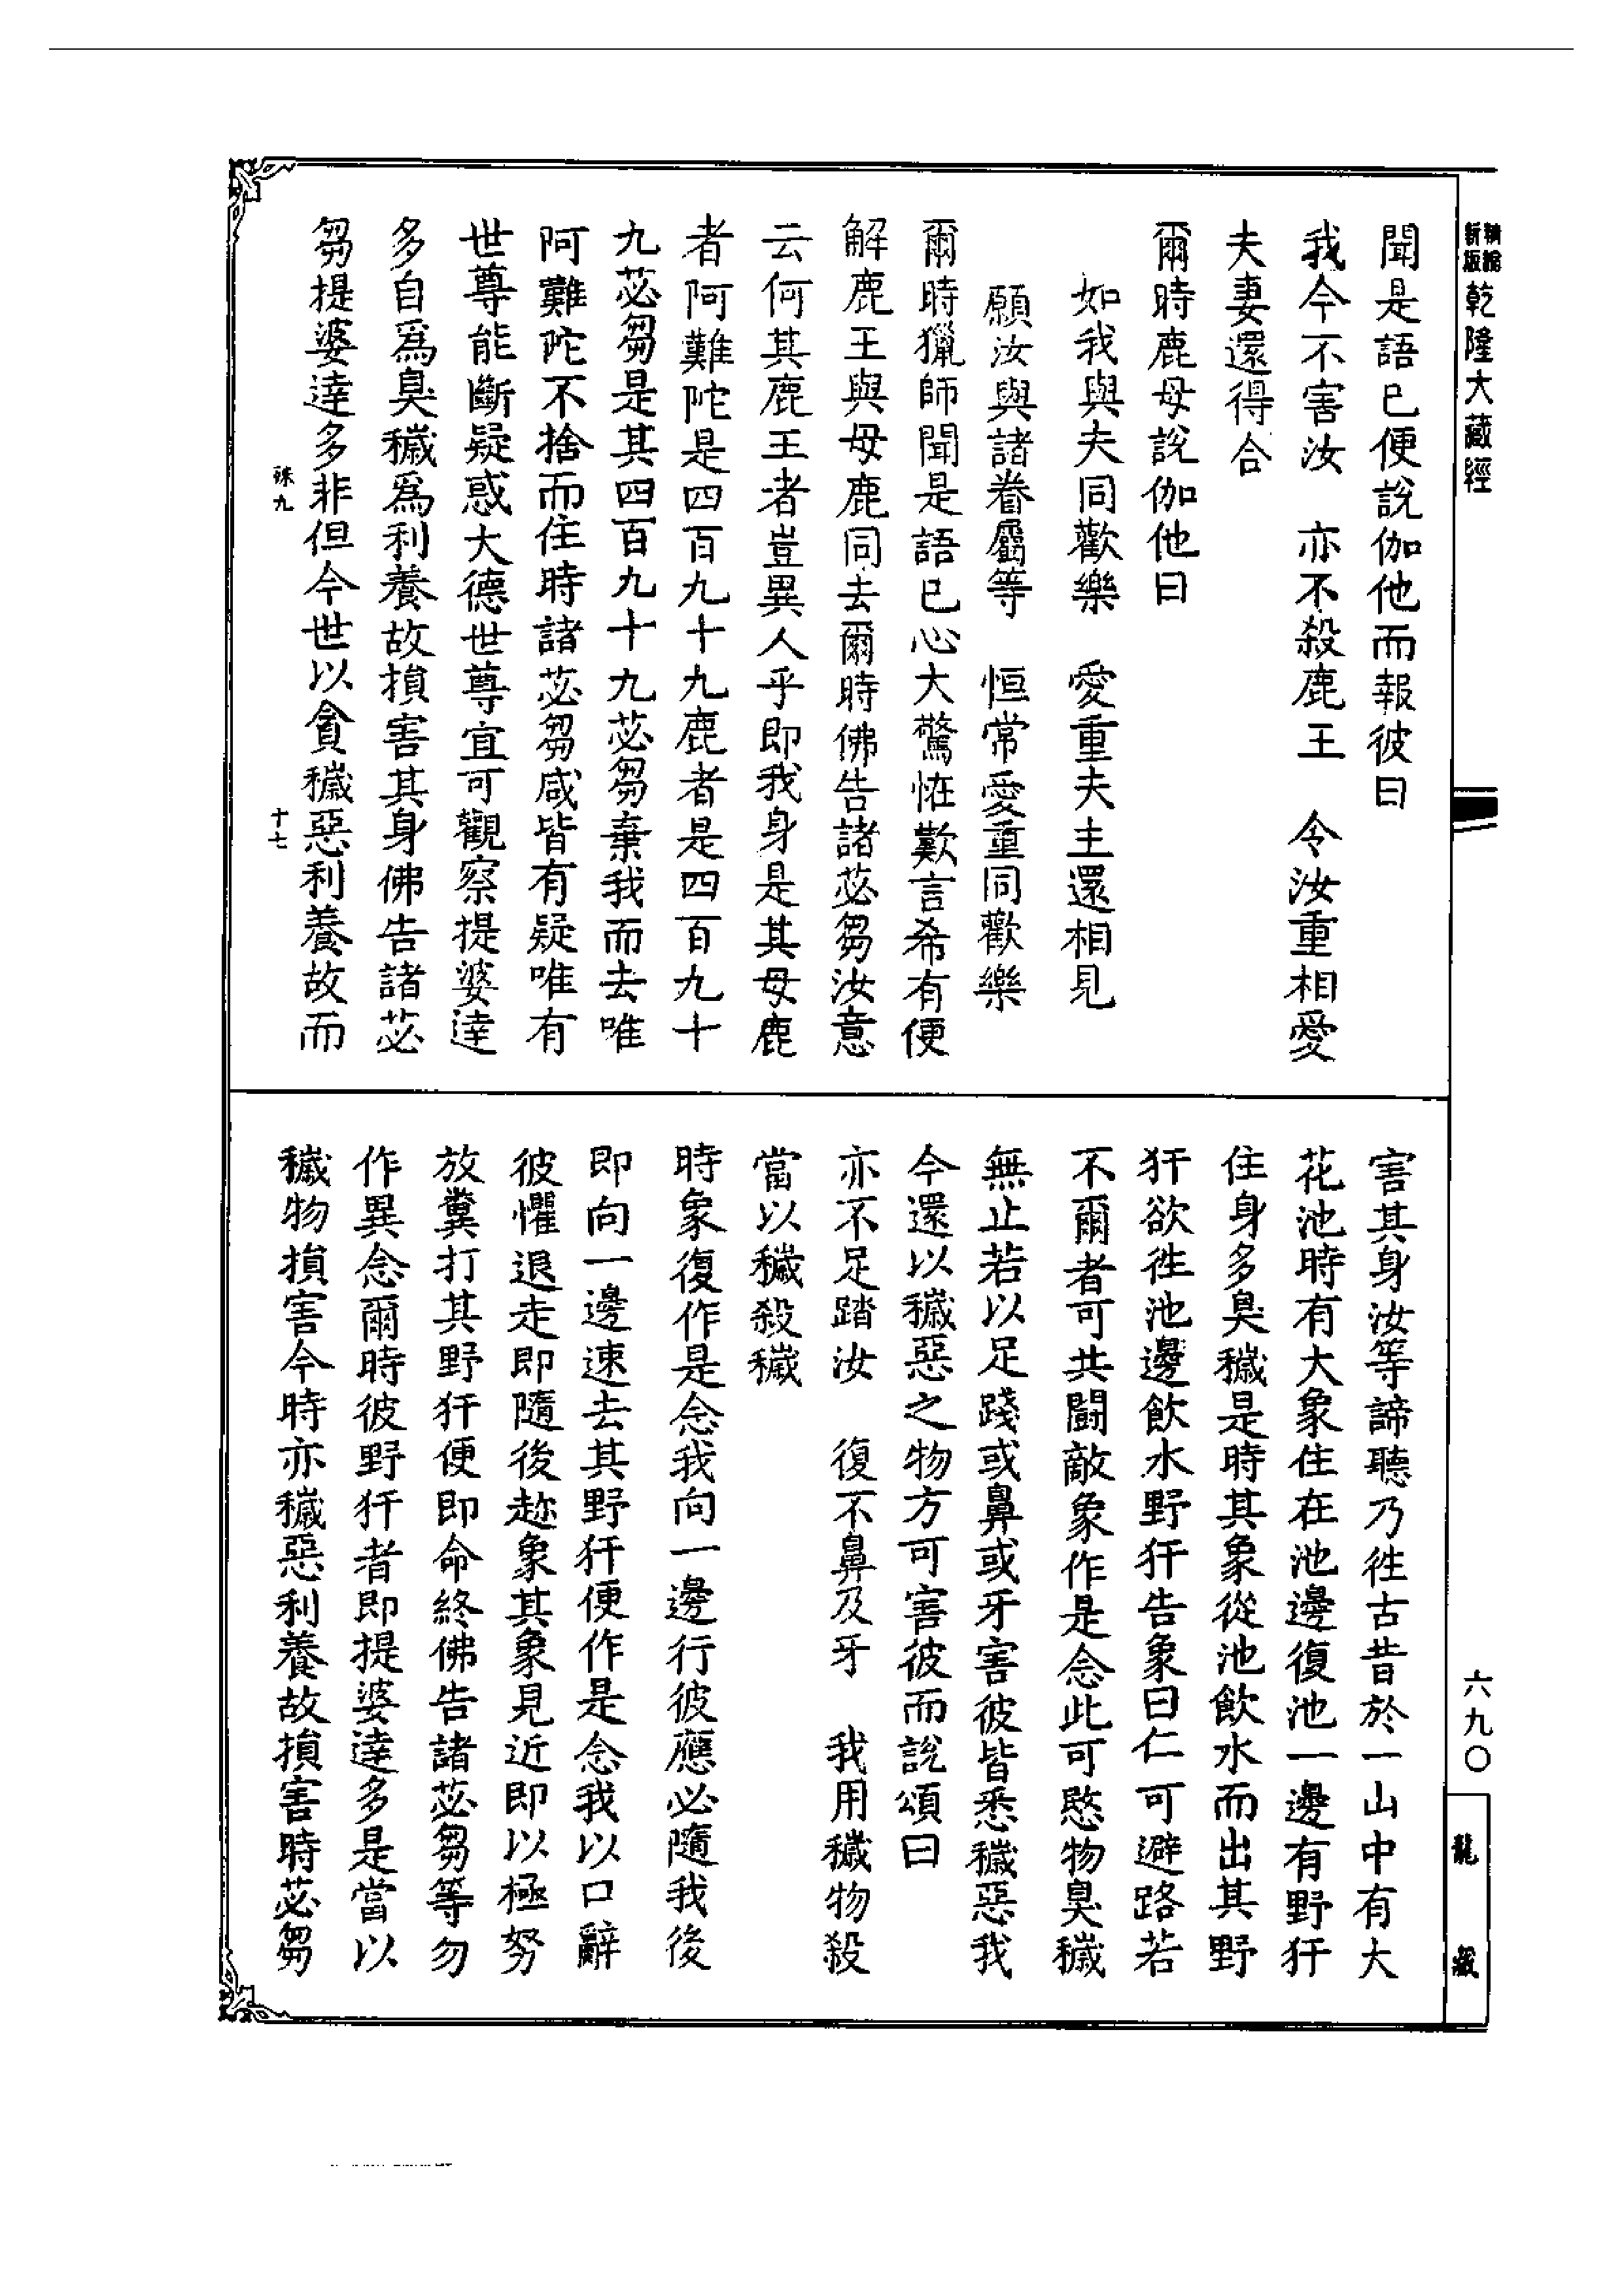 新版
精縮
乾隆大藏經
聞是語已便說伽他而報彼曰
我今不害汝　亦不殺鹿王　令汝重相愛
夫妻還得合
爾時鹿母說伽他曰
如我與夫同歡樂　愛重夫主還相見
願汝與諸眷屬等　恒常愛重同歡樂
爾時獵師聞是語已心大驚恠歎言希有便
解鹿王與母鹿同去爾時佛告諸苾芻汝意
云何其鹿王者豈異人乎即我身是其母鹿
者阿難陀是四百九十九鹿者是四百九十
九苾芻是其四百九十九苾芻棄我而去唯
阿難陀不捨而住時諸苾芻咸皆有疑唯有
世尊能斷疑惑大德世尊宜可觀察提婆達
多自爲臭穢爲利養故損害其身佛告諸苾
芻提婆達多非但今世以貪穢惡利養故而
九
十七
害其身汝等諦聽乃徃古昔於一山中有大
花池時有大象住在池邊復池一邊有野犴
住身多臭穢是時其象從池飲水而出其野
犴欲徃池邊飲水野犴告象曰仁可避路若
不爾者可共鬪敵象作是念此可愍物臭穢
無止若以足踐或鼻或牙害彼皆悉穢惡我
今還以穢惡之物方可害彼而說頌曰
亦不足踏汝　復不鼻及牙　我用穢物殺
當以穢殺穢
時象復作是念我向一邊行彼應必隨我後
即向一邊速去其野犴便作是念我以口辭
彼懼退走即隨後趂象其象見近即以極努
放糞打其野犴便即命終佛告諸苾芻等勿
作異念爾時彼野犴者即提婆達多是當以
穢物損害今時亦穢惡利養故損害時苾芻
六九〇
龍藏